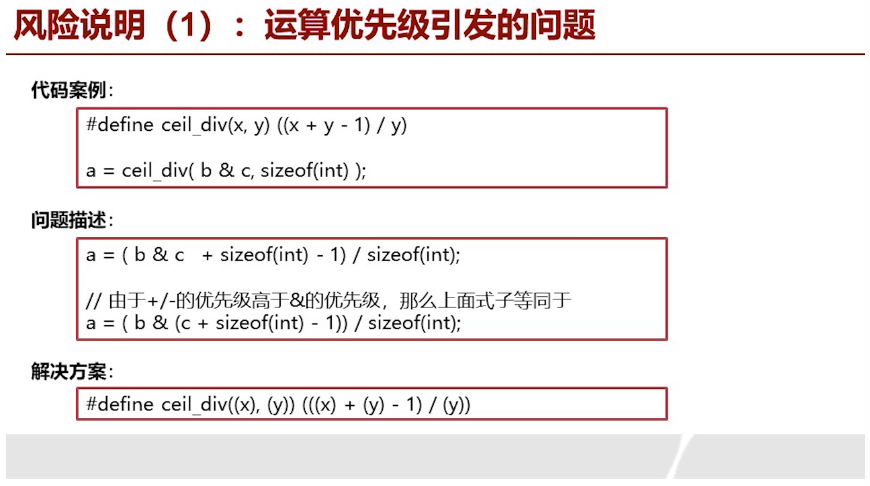 风险说明（1）：运算优先级引发的问题
代码案例：
#define ceil_div(x, y) ((x + y - 1) / y)
a = ceil_div( b & c, sizeof(int) );
问题描述：
a = ( b & c   + sizeof(int) - 1) / sizeof(int);
// 由于+/-的优先级高于&的优先级，那么上面式子等同于
a = ( b & (c + sizeof(int) - 1)) / sizeof(int);
解决方案：
#define ceil_div((x), (y)) (((x) + (y) - 1) / (y))